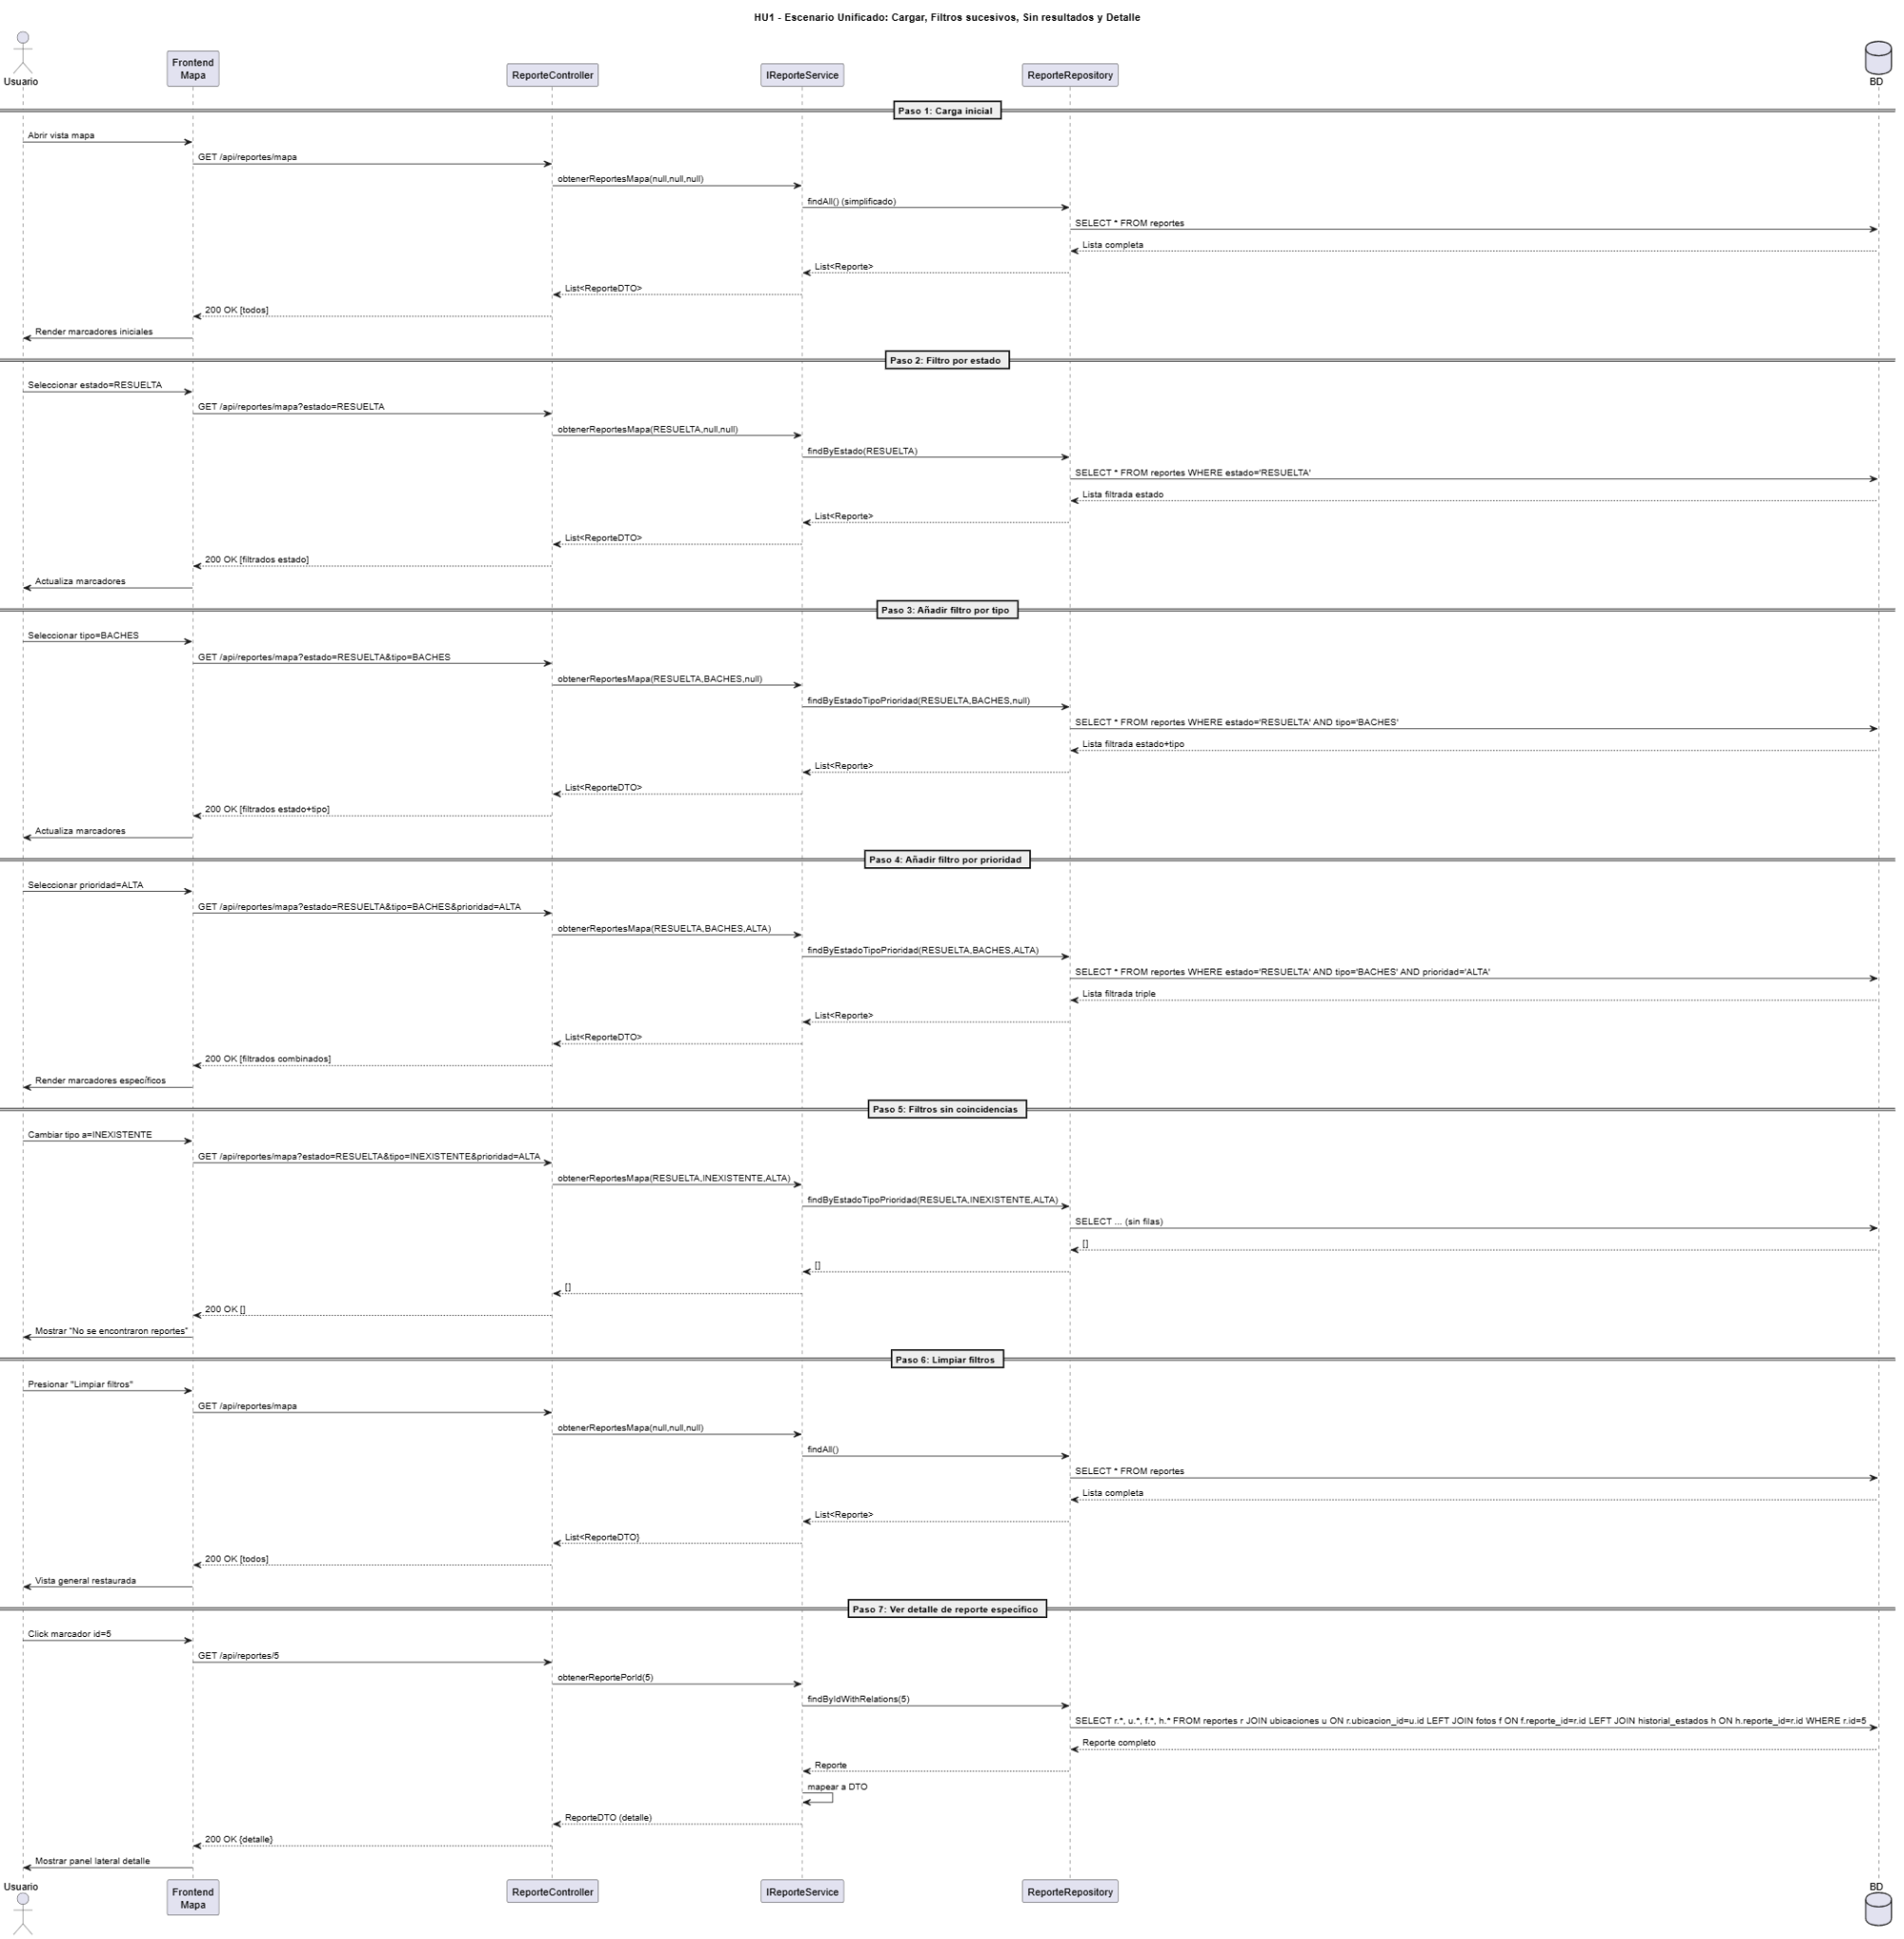 HU1 - Escenario Unificado: Cargar, Filtros sucesivos, Sin resultados y Detalle
Usuario
Frontend
Mapa
ReporteController
IReporteService
ReporteRepository
BD
Paso 1: Carga inicial
Abrir vista mapa
GET /api/reportes/mapa
obtenerReportesMapa(null,null,null)
findAll() (simplificado)
SELECT * FROM reportes
Lista completa
List<Reporte>
List<ReporteDTO>
200 OK [todos]
Render marcadores iniciales
Paso 2: Filtro por estado
Seleccionar estado=RESUELTA
GET /api/reportes/mapa?estado=RESUELTA
obtenerReportesMapa(RESUELTA,null,null)
findByEstado(RESUELTA)
SELECT * FROM reportes WHERE estado='RESUELTA'
Lista filtrada estado
List<Reporte>
List<ReporteDTO>
200 OK [filtrados estado]
Actualiza marcadores
Paso 3: Añadir filtro por tipo
Seleccionar tipo=BACHES
GET /api/reportes/mapa?estado=RESUELTA&tipo=BACHES
obtenerReportesMapa(RESUELTA,BACHES,null)
findByEstadoTipoPrioridad(RESUELTA,BACHES,null)
SELECT * FROM reportes WHERE estado='RESUELTA' AND tipo='BACHES'
Lista filtrada estado+tipo
List<Reporte>
List<ReporteDTO>
200 OK [filtrados estado+tipo]
Actualiza marcadores
Paso 4: Añadir filtro por prioridad
Seleccionar prioridad=ALTA
GET /api/reportes/mapa?estado=RESUELTA&tipo=BACHES&prioridad=ALTA
obtenerReportesMapa(RESUELTA,BACHES,ALTA)
findByEstadoTipoPrioridad(RESUELTA,BACHES,ALTA)
SELECT * FROM reportes WHERE estado='RESUELTA' AND tipo='BACHES' AND prioridad='ALTA'
Lista filtrada triple
List<Reporte>
List<ReporteDTO>
200 OK [filtrados combinados]
Render marcadores específicos
Paso 5: Filtros sin coincidencias
Cambiar tipo a=INEXISTENTE
GET /api/reportes/mapa?estado=RESUELTA&tipo=INEXISTENTE&prioridad=ALTA
obtenerReportesMapa(RESUELTA,INEXISTENTE,ALTA)
findByEstadoTipoPrioridad(RESUELTA,INEXISTENTE,ALTA)
SELECT ... (sin filas)
[]
[]
[]
200 OK []
Mostrar "No se encontraron reportes"
Paso 6: Limpiar filtros
Presionar "Limpiar filtros"
GET /api/reportes/mapa
obtenerReportesMapa(null,null,null)
findAll()
SELECT * FROM reportes
Lista completa
List<Reporte>
List<ReporteDTO}
200 OK [todos]
Vista general restaurada
Paso 7: Ver detalle de reporte específico
Click marcador id=5
GET /api/reportes/5
obtenerReportePorId(5)
findByIdWithRelations(5)
SELECT r.*, u.*, f.*, h.* FROM reportes r JOIN ubicaciones u ON r.ubicacion_id=u.id LEFT JOIN fotos f ON f.reporte_id=r.id LEFT JOIN historial_estados h ON h.reporte_id=r.id WHERE r.id=5
Reporte completo
Reporte
mapear a DTO
ReporteDTO (detalle)
200 OK {detalle}
Mostrar panel lateral detalle
Usuario
Frontend
Mapa
ReporteController
IReporteService
ReporteRepository
BD